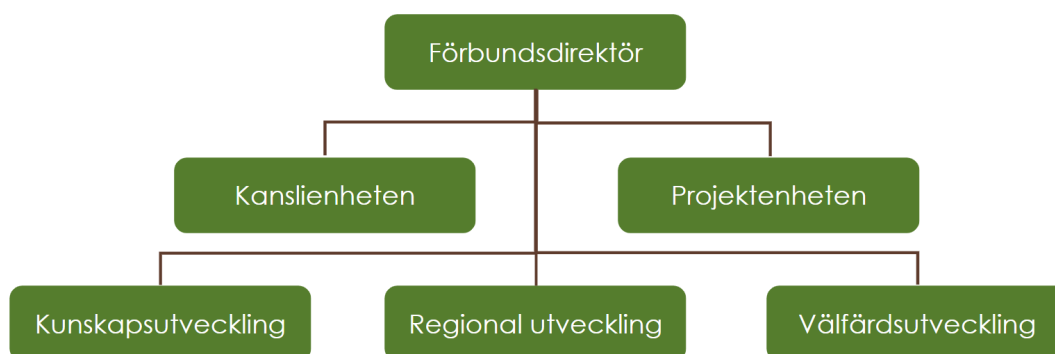 Förbundsdirektör
Kanslienheten
Projektenheten
Kunskapsutveckling
Regional utveckling
Välfärdsutveckling